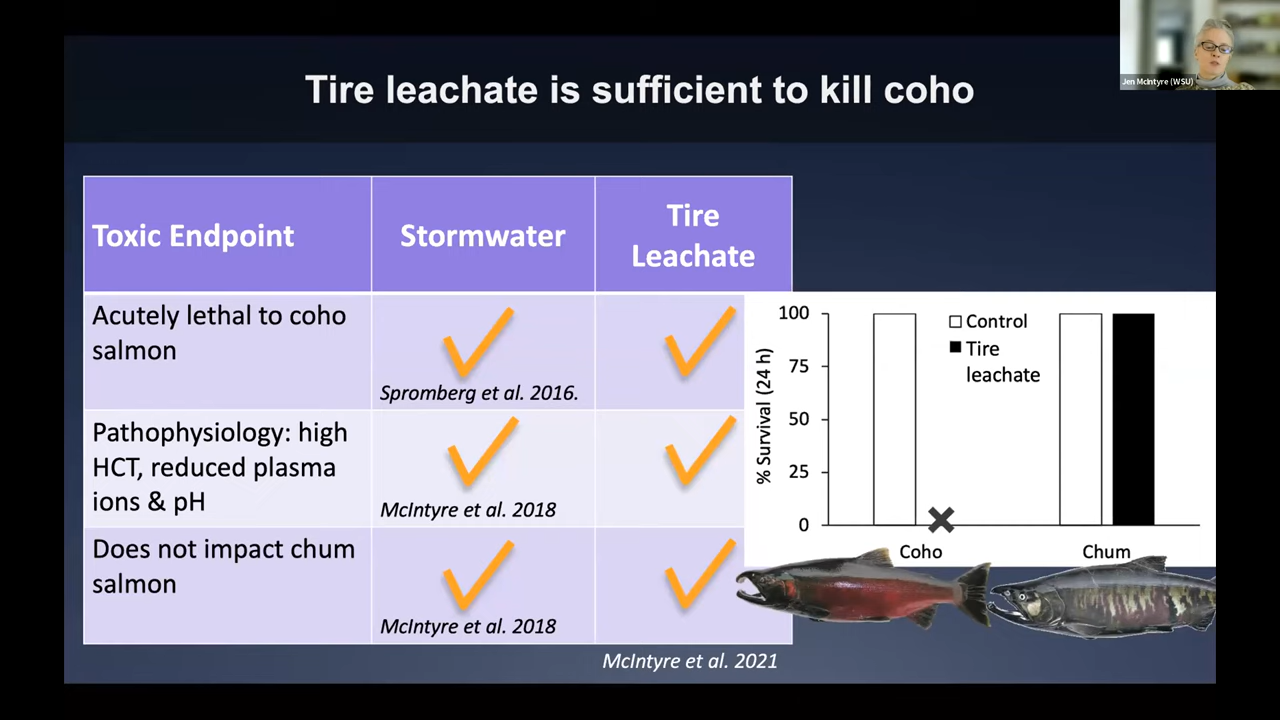 Tire leachate is sufficient to kill coho
Jen McIntyre (WSU)
Toxic Endpoint
Stormwater
Tire
Leachate
Acutely lethal to coho
salmon
Spromberg et al. 2016.
Pathophysiology: high
HCT, reduced plasma
ions & pH
McIntyre et al. 2018
Does not impact chum
salmon
McIntyre et al. 2018
McIntyre et al. 2021
% Survival (24 h)
100
75
50
25
0
Control
Tire
leachate
Coho
Chum